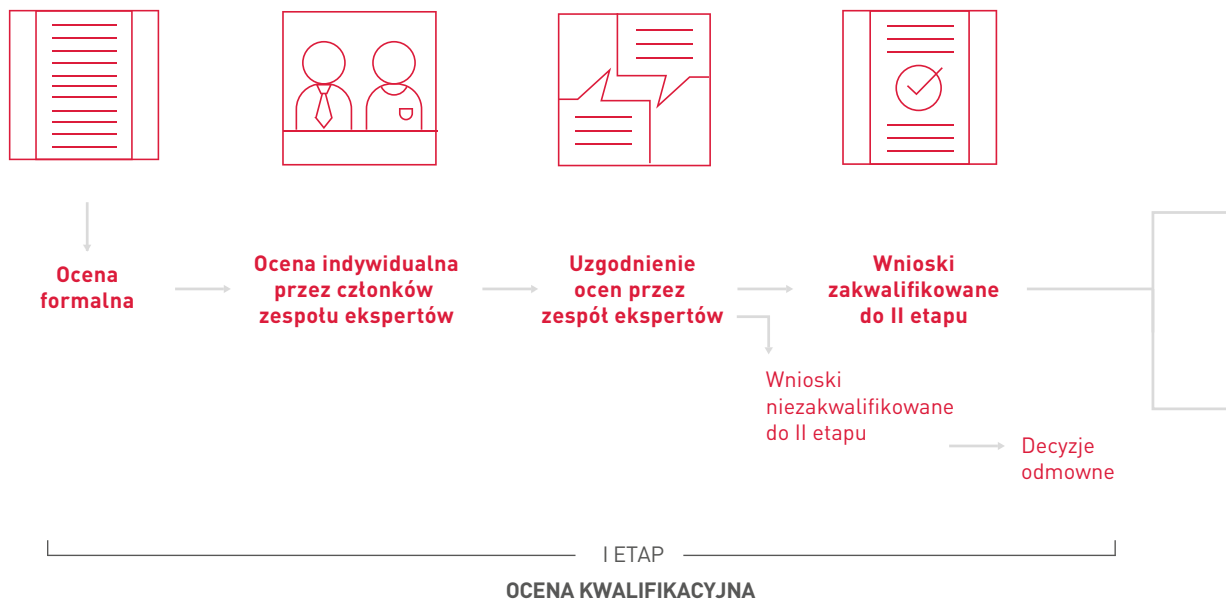 Ocena
formalna
Ocena indywidualna
przez członków
zespołu ekspertów
Uzgodnienie
ocen przez
zespół ekspertów
Wnioski
zakwalifikowane
do II etapu
Wnioski
niezakwalifikowane
do II etapu
Decyzje
odmowne
I ETAP
OCENA KWALIFIKACYJNA